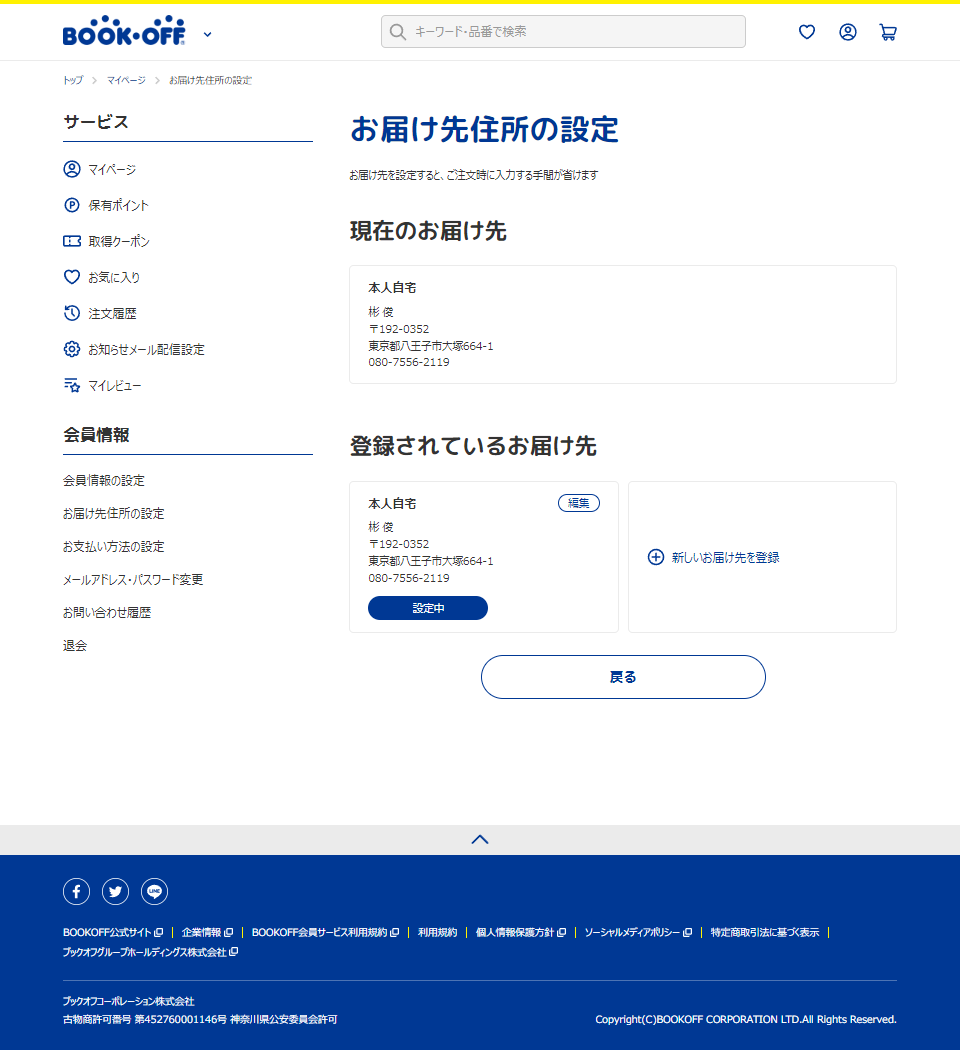 BOOK・OFF
キーワード・品番で検索
トップ マイページ お届け先住所の設定
サービス
マイページ
保有ポイント
取得クーポン
お気に入り
注文履歴
お知らせメール配信設定
マイレビュー
会員情報
会員情報の設定
お届け先住所の設定
お支払い方法の設定
メールアドレス・パスワード変更
お問い合わせ履歴
退会
お届け先住所の設定
お届け先を設定すると、ご注文時に入力する手間が省けます
現在のお届け先
本人自宅
彬 俊
〒192-0352
東京都八王子市大塚664-1
080-7556-2119
登録されているお届け先
本人自宅
編集
彬 俊
〒192-0352
東京都八王子市大塚664-1
080-7556-2119
設定中
新しいお届け先を登録
戻る
LINE
BOOKOFF公式サイト | 企業情報 | BOOKOFF会員サービス利用規約 | 利用規約 | 個人情報保護方針 | ソーシャルメディアポリシー | 特定商取引法に基づく表示 |
ブックオフグループホールディングス株式会社
ブックオフコーポレーション株式会社
古物商許可番号 第452760001146号 神奈川県公安委員会許可
Copyright(C)BOOKOFF CORPORATION LTD.All Rights Reserved.